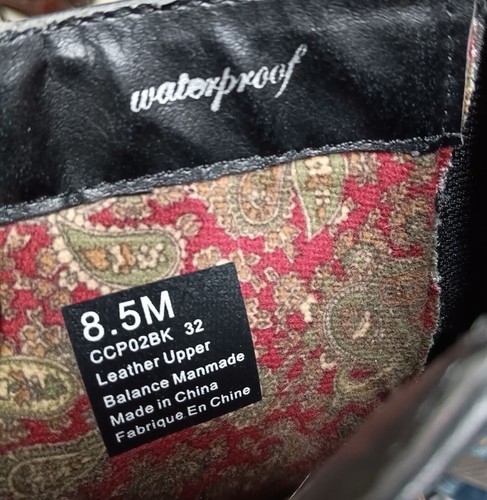 waterproof
8.5M
CCP02BK 32
Leather Upper
Balance Manmade
Made in China
Fabrique En Chine